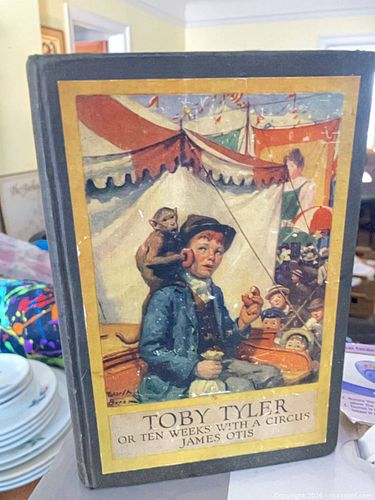 TOBY TYLER
OR TEN WEEKS WITH A CIRCUS
JAMES OTIS